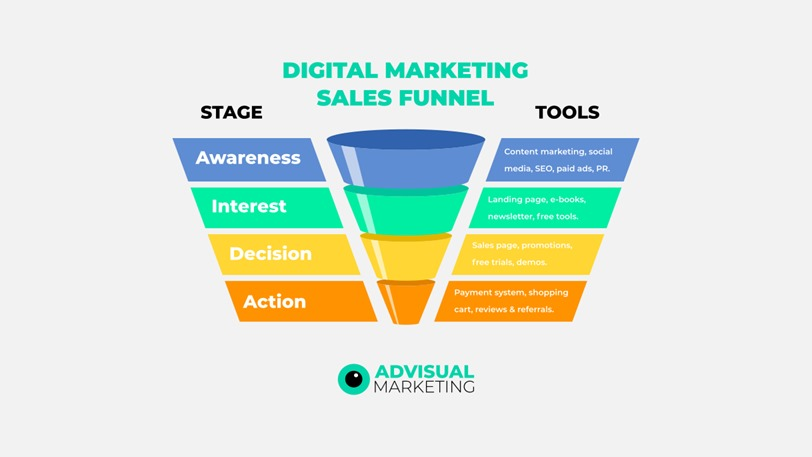 DIGITAL MARKETING
SALES FUNNEL
STAGE
TOOLS
Awareness
Content marketing, social
media, SEO, paid ads, PR.
Interest
Landing page, e-books,
newsletter, free tools.
Decision
Sales page, promotions,
free trials, demos.
Action
Payment system, shopping
cart, reviews & referrals.
ADVISUAL
MARKETING